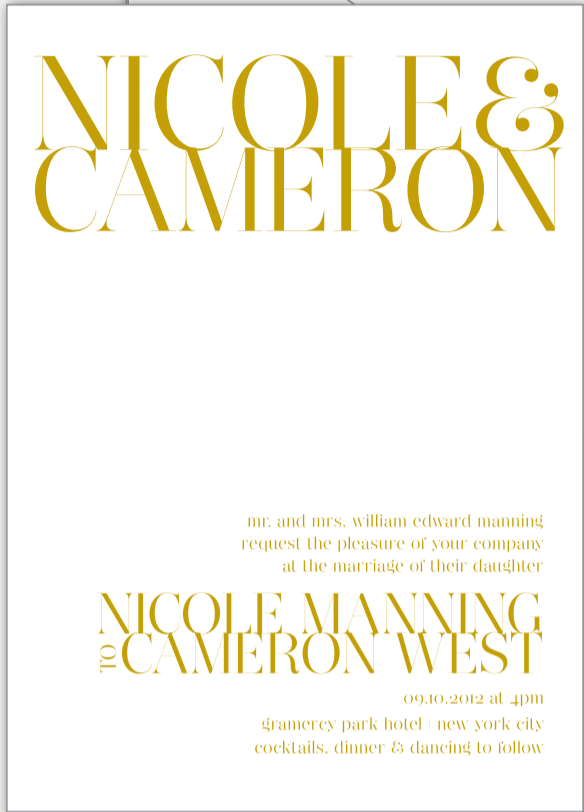 NICOLE &
CAMERON
mr. and mrs. william edward manning
request the pleasure of your company
at the marriage of their daughter
NICOLE MANNING
TO CAMERON WEST
09.10.2012 at 4pm
gramercy park hotel | new york city
cocktails, dinner & dancing to follow